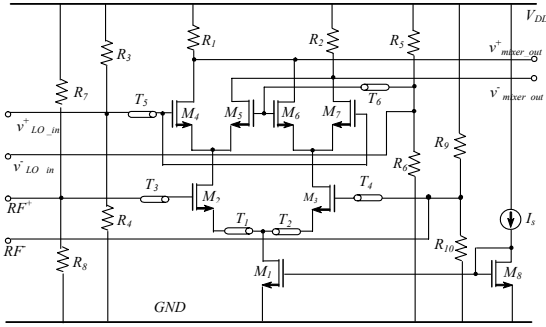 V_DD
R_1
R_2
R_5
v^+_mixer_out
R_3
R_7
T_6
v^-_mixer_out
v^+_LO_in
T_5
M_4
M_5
M_6
M_7
v^-_LO_in
R_6
R_9
RF^+
T_3
M_2
M_3
T_4
R_4
I_s
T_1
T_2
RF^-
R_8
R_10
M_1
M_8
GND